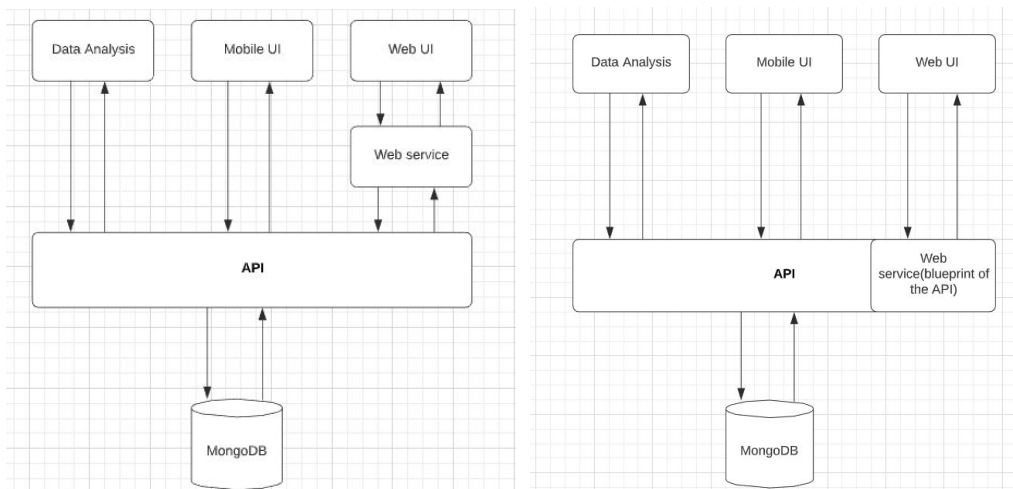 Data Analysis
Mobile UI
Web UI
Web service
API
MongoDB
Data Analysis
Mobile UI
Web UI
API
Web
service(blueprint of
the API)
MongoDB